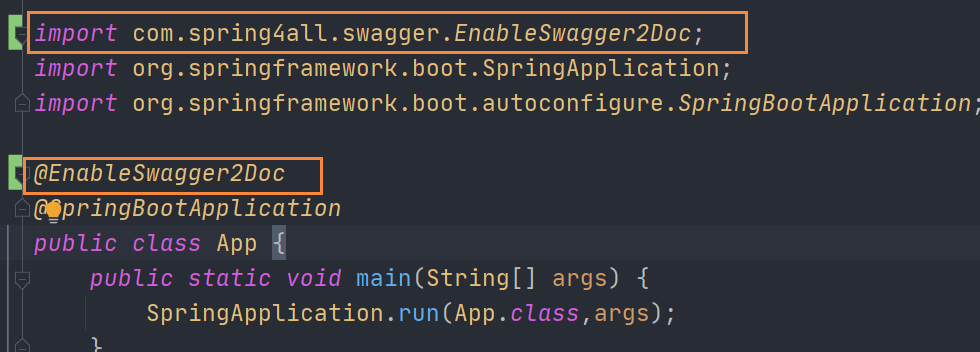 import com.spring4all.swagger.EnableSwagger2Doc;
import org.springframework.boot.SpringApplication;
import org.springframework.boot.autoconfigure.SpringBootApplication;
@EnableSwagger2Doc
@SpringBootApplication
public class App {
public static void main(String[] args) {
SpringApplication.run(App.class,args);
}